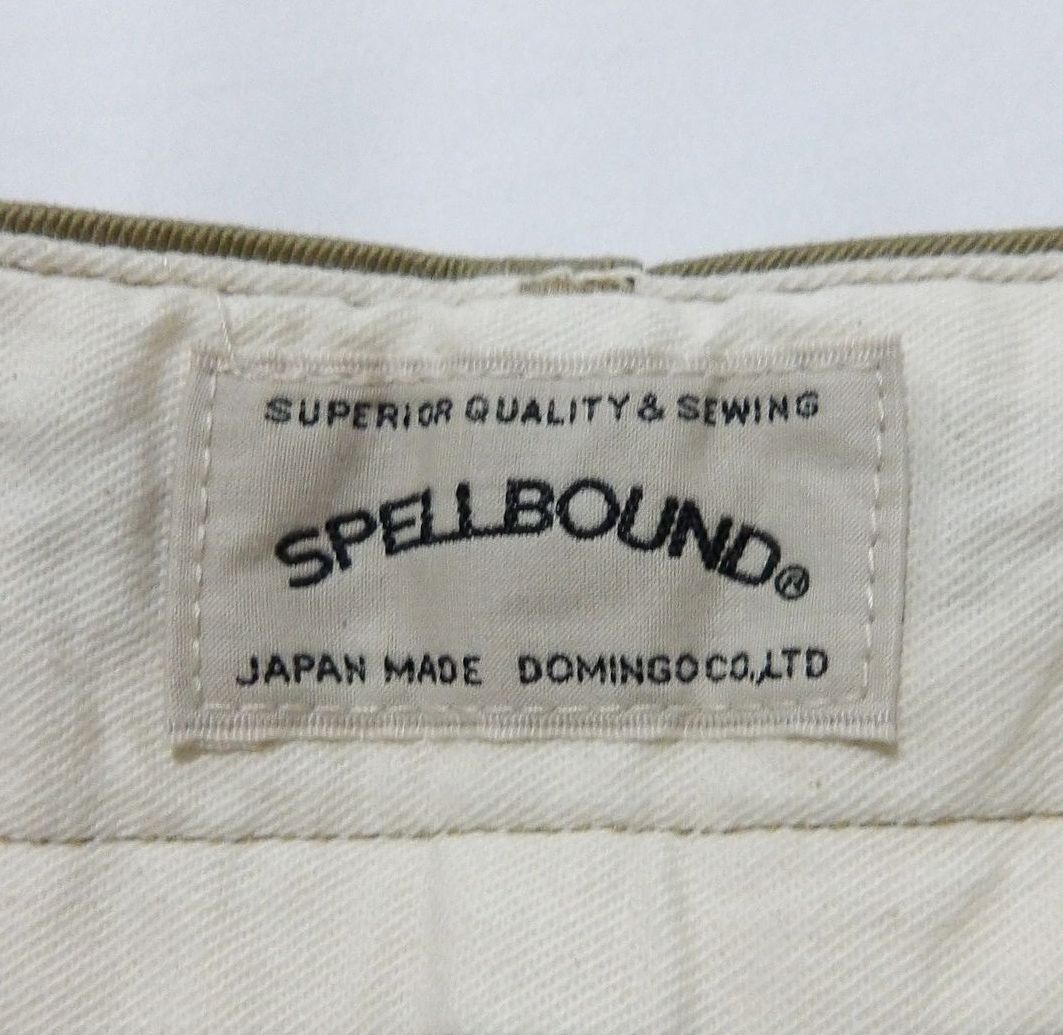 SUPERIOR QUALITY & SEWING
SPELLBOUND®
JAPAN MADE DOMINGO CO.,LTD